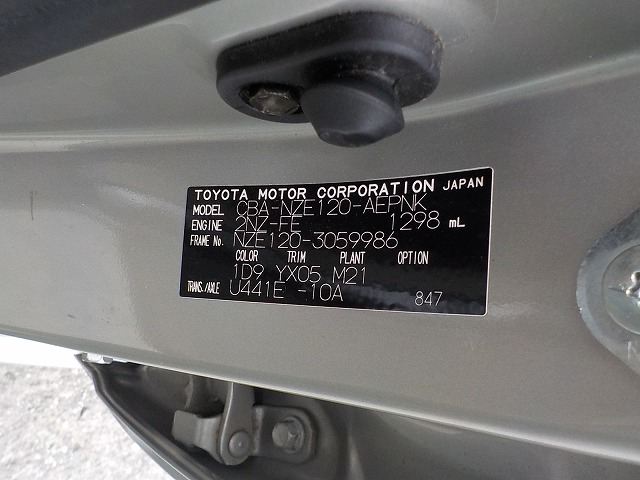 TOYOTA MOTOR CORPORATION JAPAN
MODEL CBA-NZE120-AEPNK
ENGINE 2NZ-FE 1298 mL
FRAME No. NZE120-3059986
COLOR TRIM PLANT OPTION
1D9 YX05 M21
TRANS./AXLE U441E -10A 847